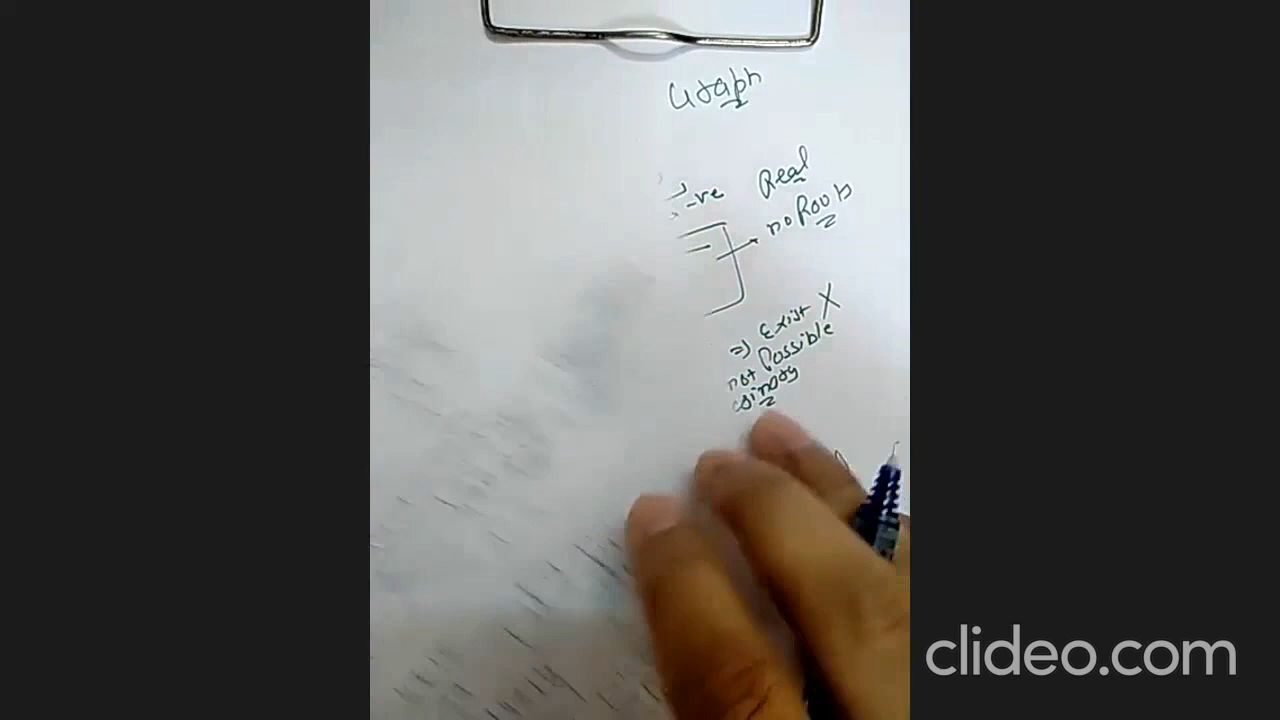 Graph
-ve Real
no Roots
=) Exist X
not Possible
clideo.com